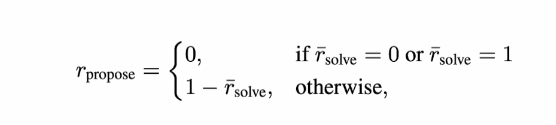 r_propose = { 0, if r̄_solve = 0 or r̄_solve = 1
1 − r̄_solve, otherwise,